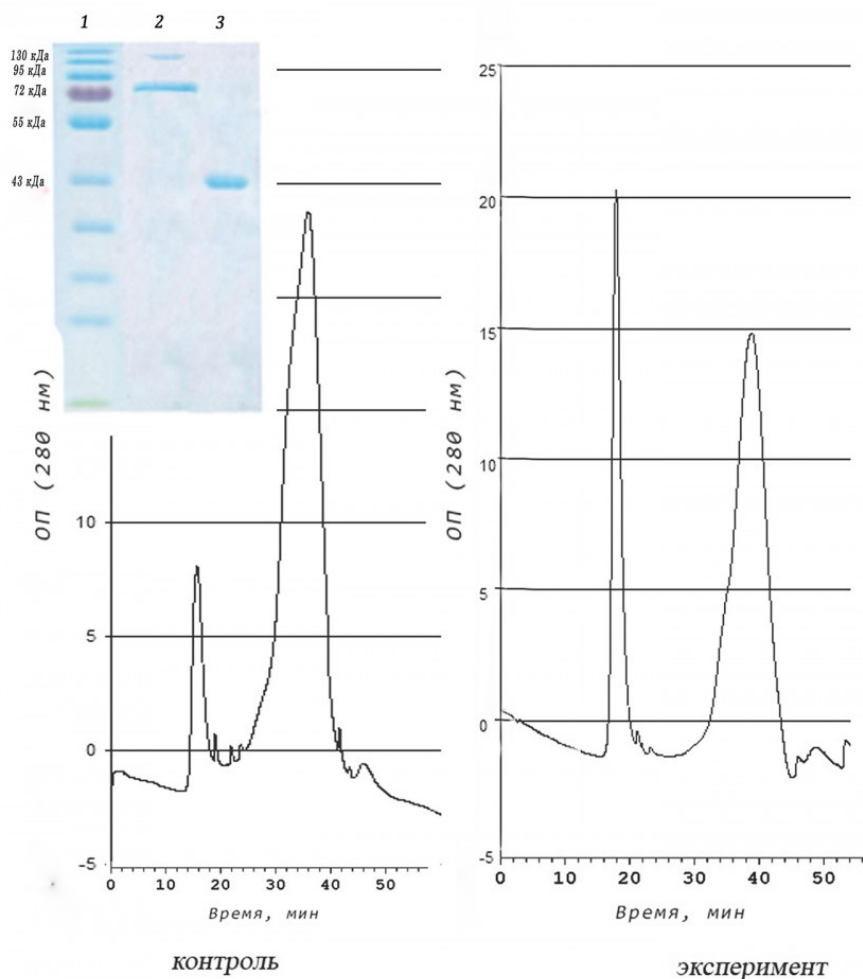 1 2 3
130 кДа
95 кДа
72 кДа
55 кДа
43 кДа
ОП (280 нм)
10
5
0
-5
0 10 20 30 40 50
Время, мин
контроль
25
20
15
10
5
0
-5
ОП (280 нм)
0 10 20 30 40 50
Время, мин
эксперимент